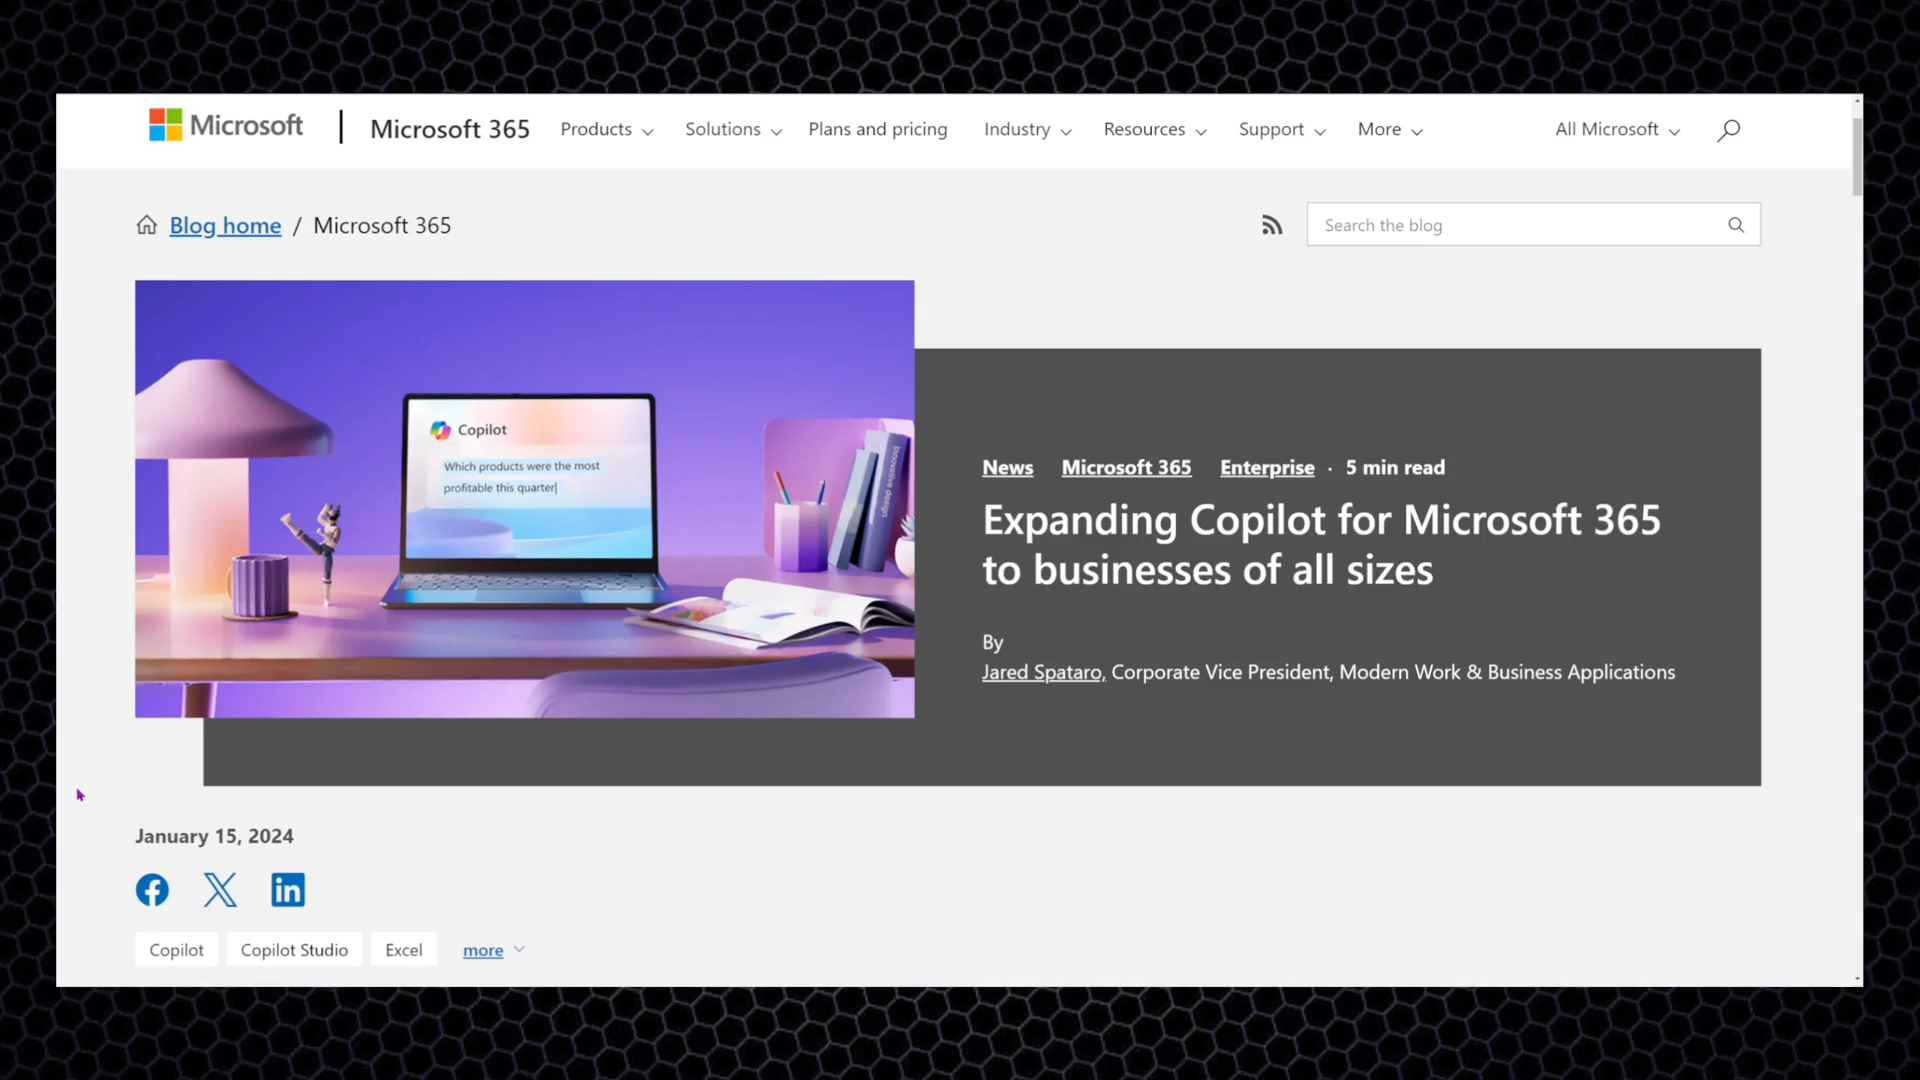 Microsoft
Microsoft 365
Products
Solutions
Plans and pricing
Industry
Resources
Support
More
All Microsoft
Blog home / Microsoft 365
Search the blog
Copilot
Which products were the most
profitable this quarter
innovative design
News Microsoft 365 Enterprise · 5 min read
Expanding Copilot for Microsoft 365
to businesses of all sizes
By
Jared Spataro, Corporate Vice President, Modern Work & Business Applications
January 15, 2024
Copilot
Copilot Studio
Excel
more